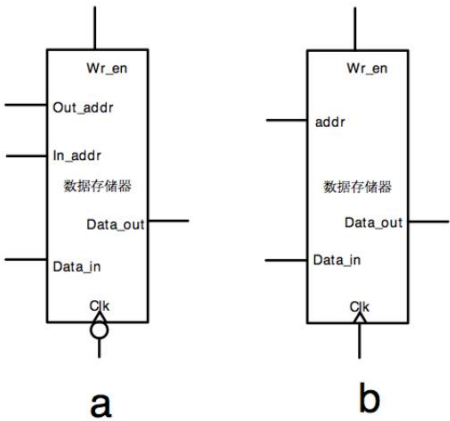 Wr_en
Out_addr
In_addr
数据存储器
Data_out
Data_in
Clk
a
Wr_en
addr
数据存储器
Data_out
Data_in
Clk
b